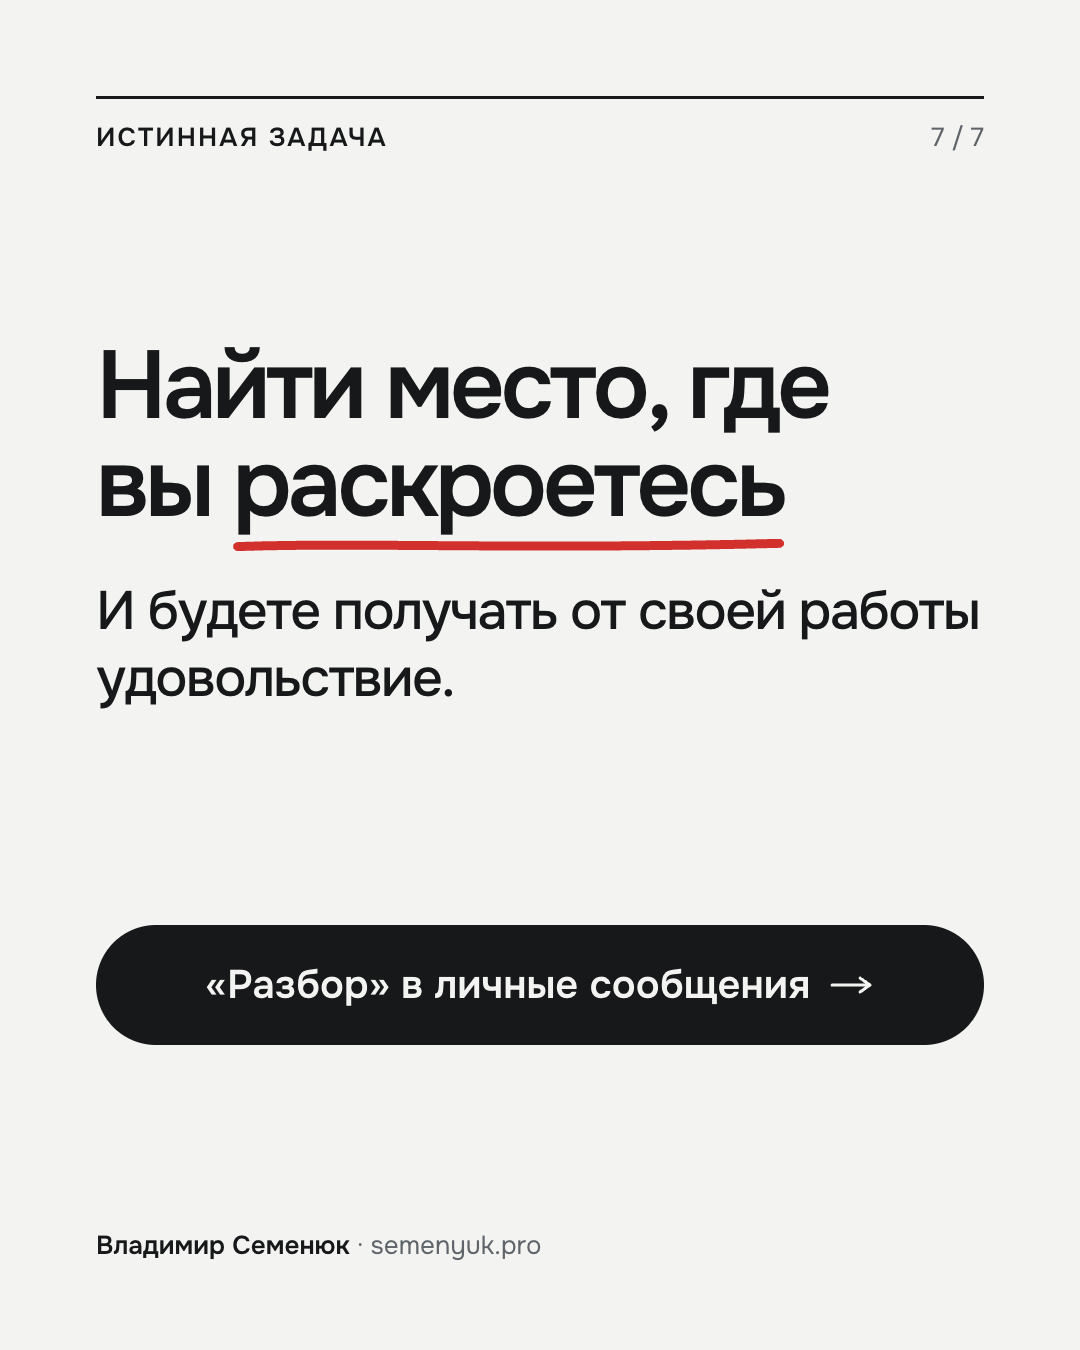 ИСТИННАЯ ЗАДАЧА
7 / 7
Найти место, где
вы раскроетесь
И будете получать от своей работы
удовольствие.
«Разбор» в личные сообщения →
Владимир Семенюк · semenyuk.pro